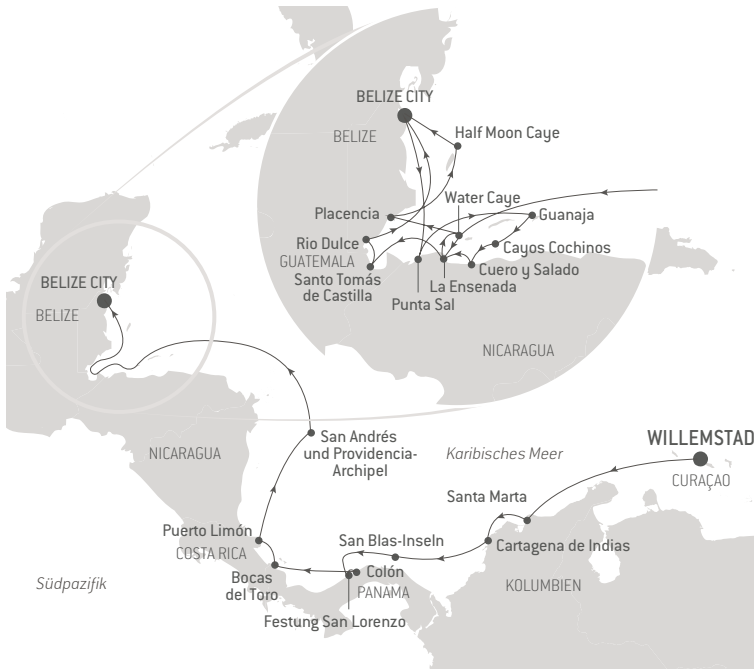 BELIZE CITY
BELIZE
Half Moon Caye
Water Caye
Placencia
Guanaja
Rio Dulce
GUATEMALA
Cayos Cochinos
Santo Tomás
de Castilla
Cuero y Salado
La Ensenada
Punta Sal
NICARAGUA
BELIZE CITY
BELIZE
NICARAGUA
San Andrés
und Providencia-
Archipel
Karibisches Meer
WILLEMSTAD
CURAÇAO
Santa Marta
Puerto Limón
COSTA RICA
San Blas-Inseln
Cartagena de Indias
Bocas
del Toro
Colón
PANAMA
KOLUMBIEN
Südpazifik
Festung San Lorenzo